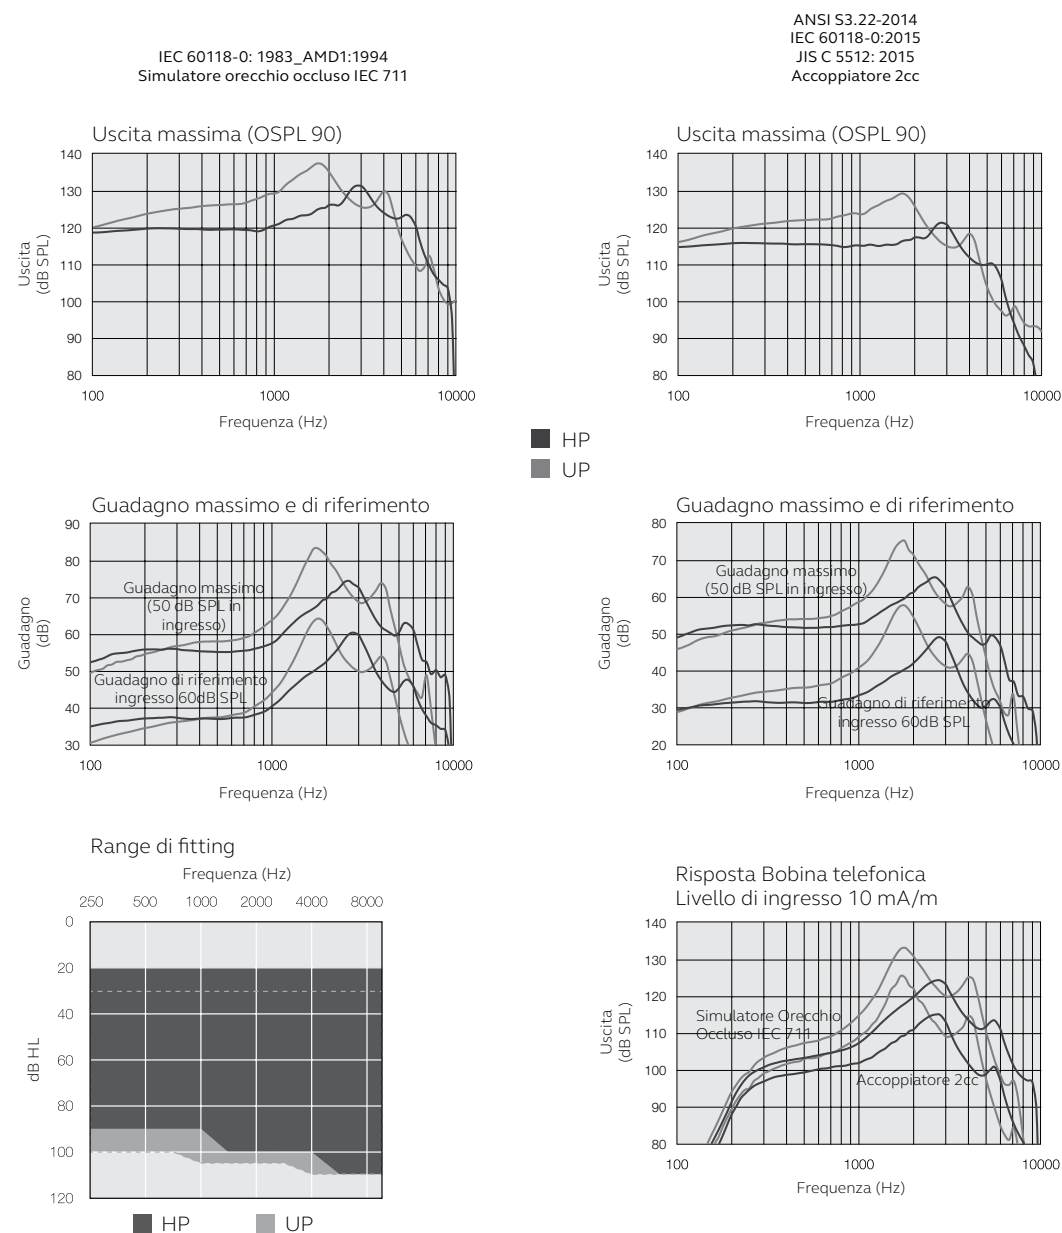 IEC 60118-0: 1983_AMD1:1994
Simulatore orecchio occluso IEC 711
ANSI S3.22-2014
IEC 60118-0:2015
JIS C 5512: 2015
Accoppiatore 2cc
Uscita massima (OSPL 90)
140
130
120
110
100
90
80
Uscita
(dB SPL)
100 1000 10000
Frequenza (Hz)
Uscita massima (OSPL 90)
140
130
120
110
100
90
80
Uscita
(dB SPL)
100 1000 10000
Frequenza (Hz)
HP
UP
Guadagno massimo e di riferimento
90
80
70
60
50
40
30
Guadagno
(dB)
Guadagno massimo
(50 dB SPL in
ingresso)
Guadagno di riferimento
ingresso 60dB SPL
100 1000 10000
Frequenza (Hz)
Guadagno massimo e di riferimento
80
70
60
50
40
30
20
Guadagno
(dB)
Guadagno massimo
(50 dB SPL in ingresso)
Guadagno di riferimento
ingresso 60dB SPL
100 1000 10000
Frequenza (Hz)
Range di fitting
Frequenza (Hz)
250 500 1000 2000 4000 8000
0
20
40
60
80
100
120
dB HL
HP UP
Risposta Bobina telefonica
Livello di ingresso 10 mA/m
140
130
120
110
100
90
80
Uscita
(dB SPL)
Simulatore Orecchio
Occluso IEC 711
Accoppiatore 2cc
100 1000 10000
Frequenza (Hz)